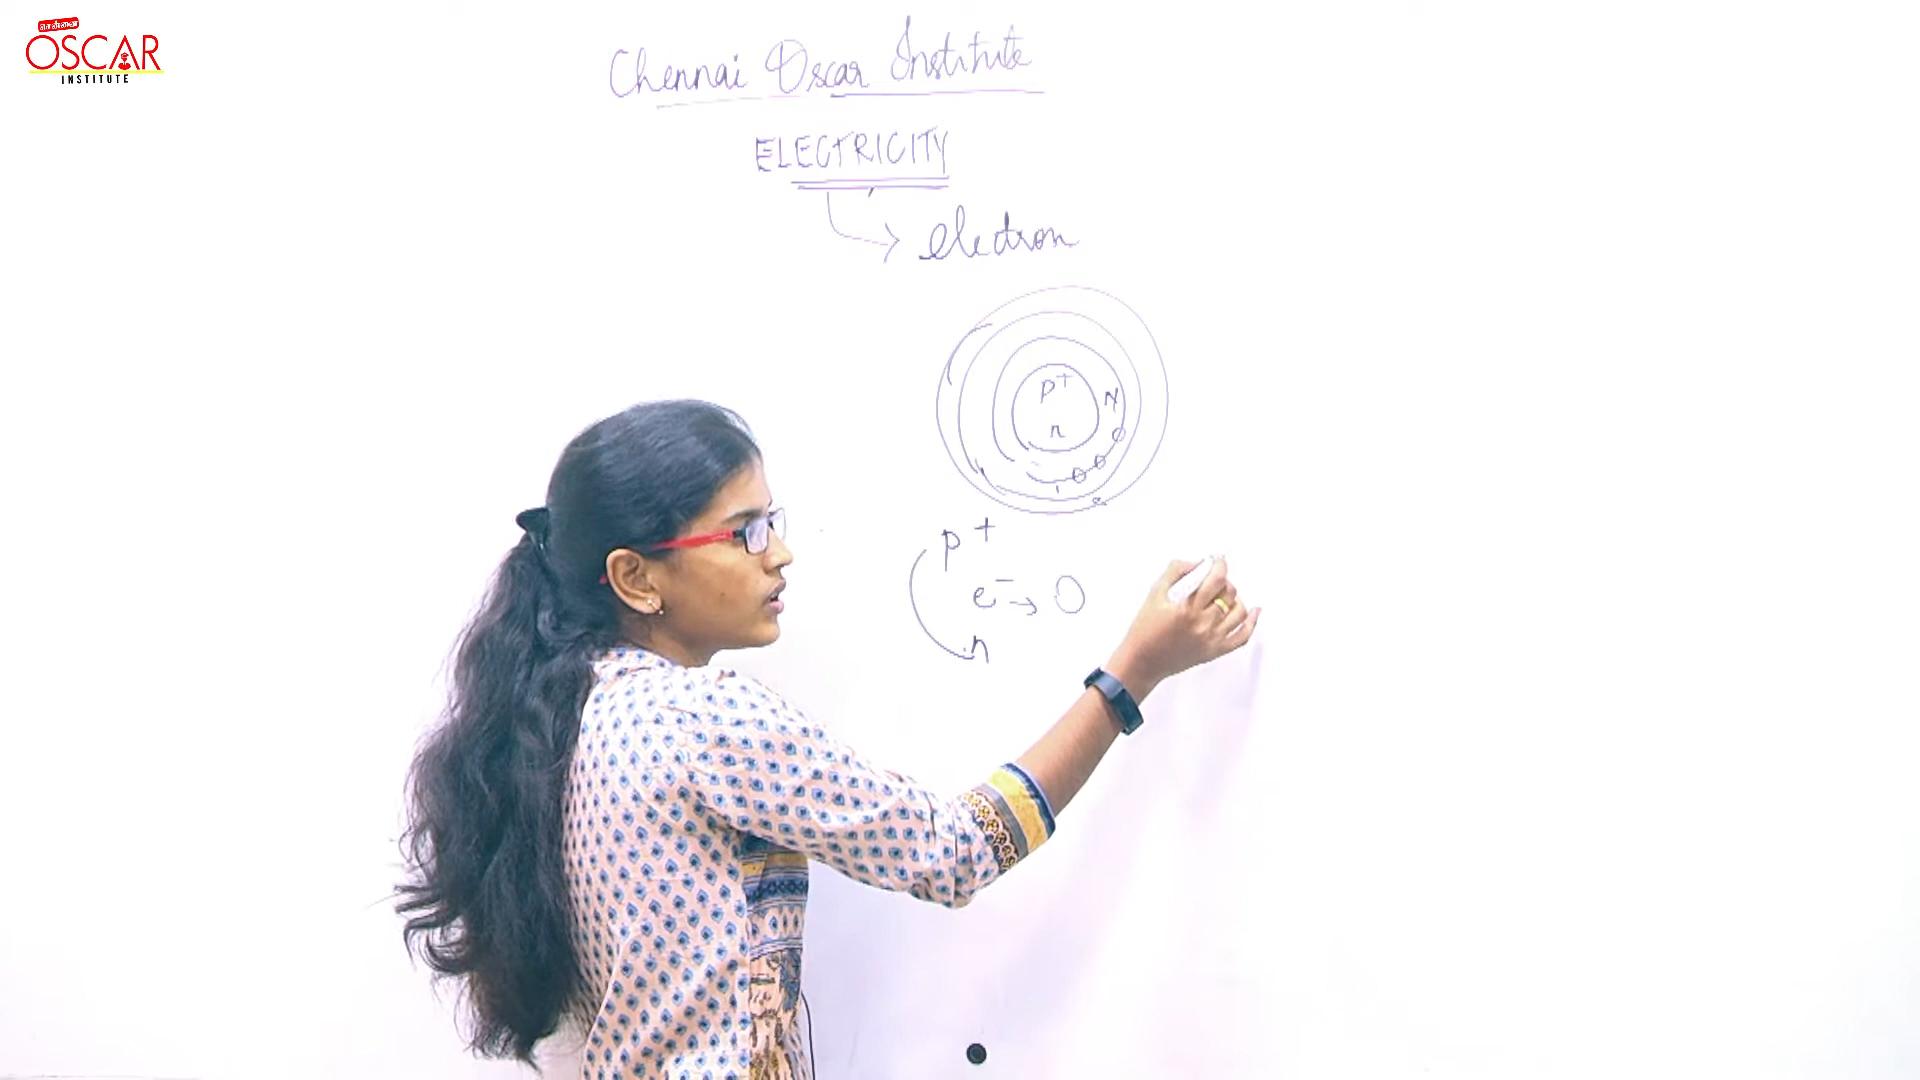 OSCAR
INSTITUTE
Chennai Oscar Institute
ELECTRICITY
electron
p+
N
n
e
p+
e- → O
n